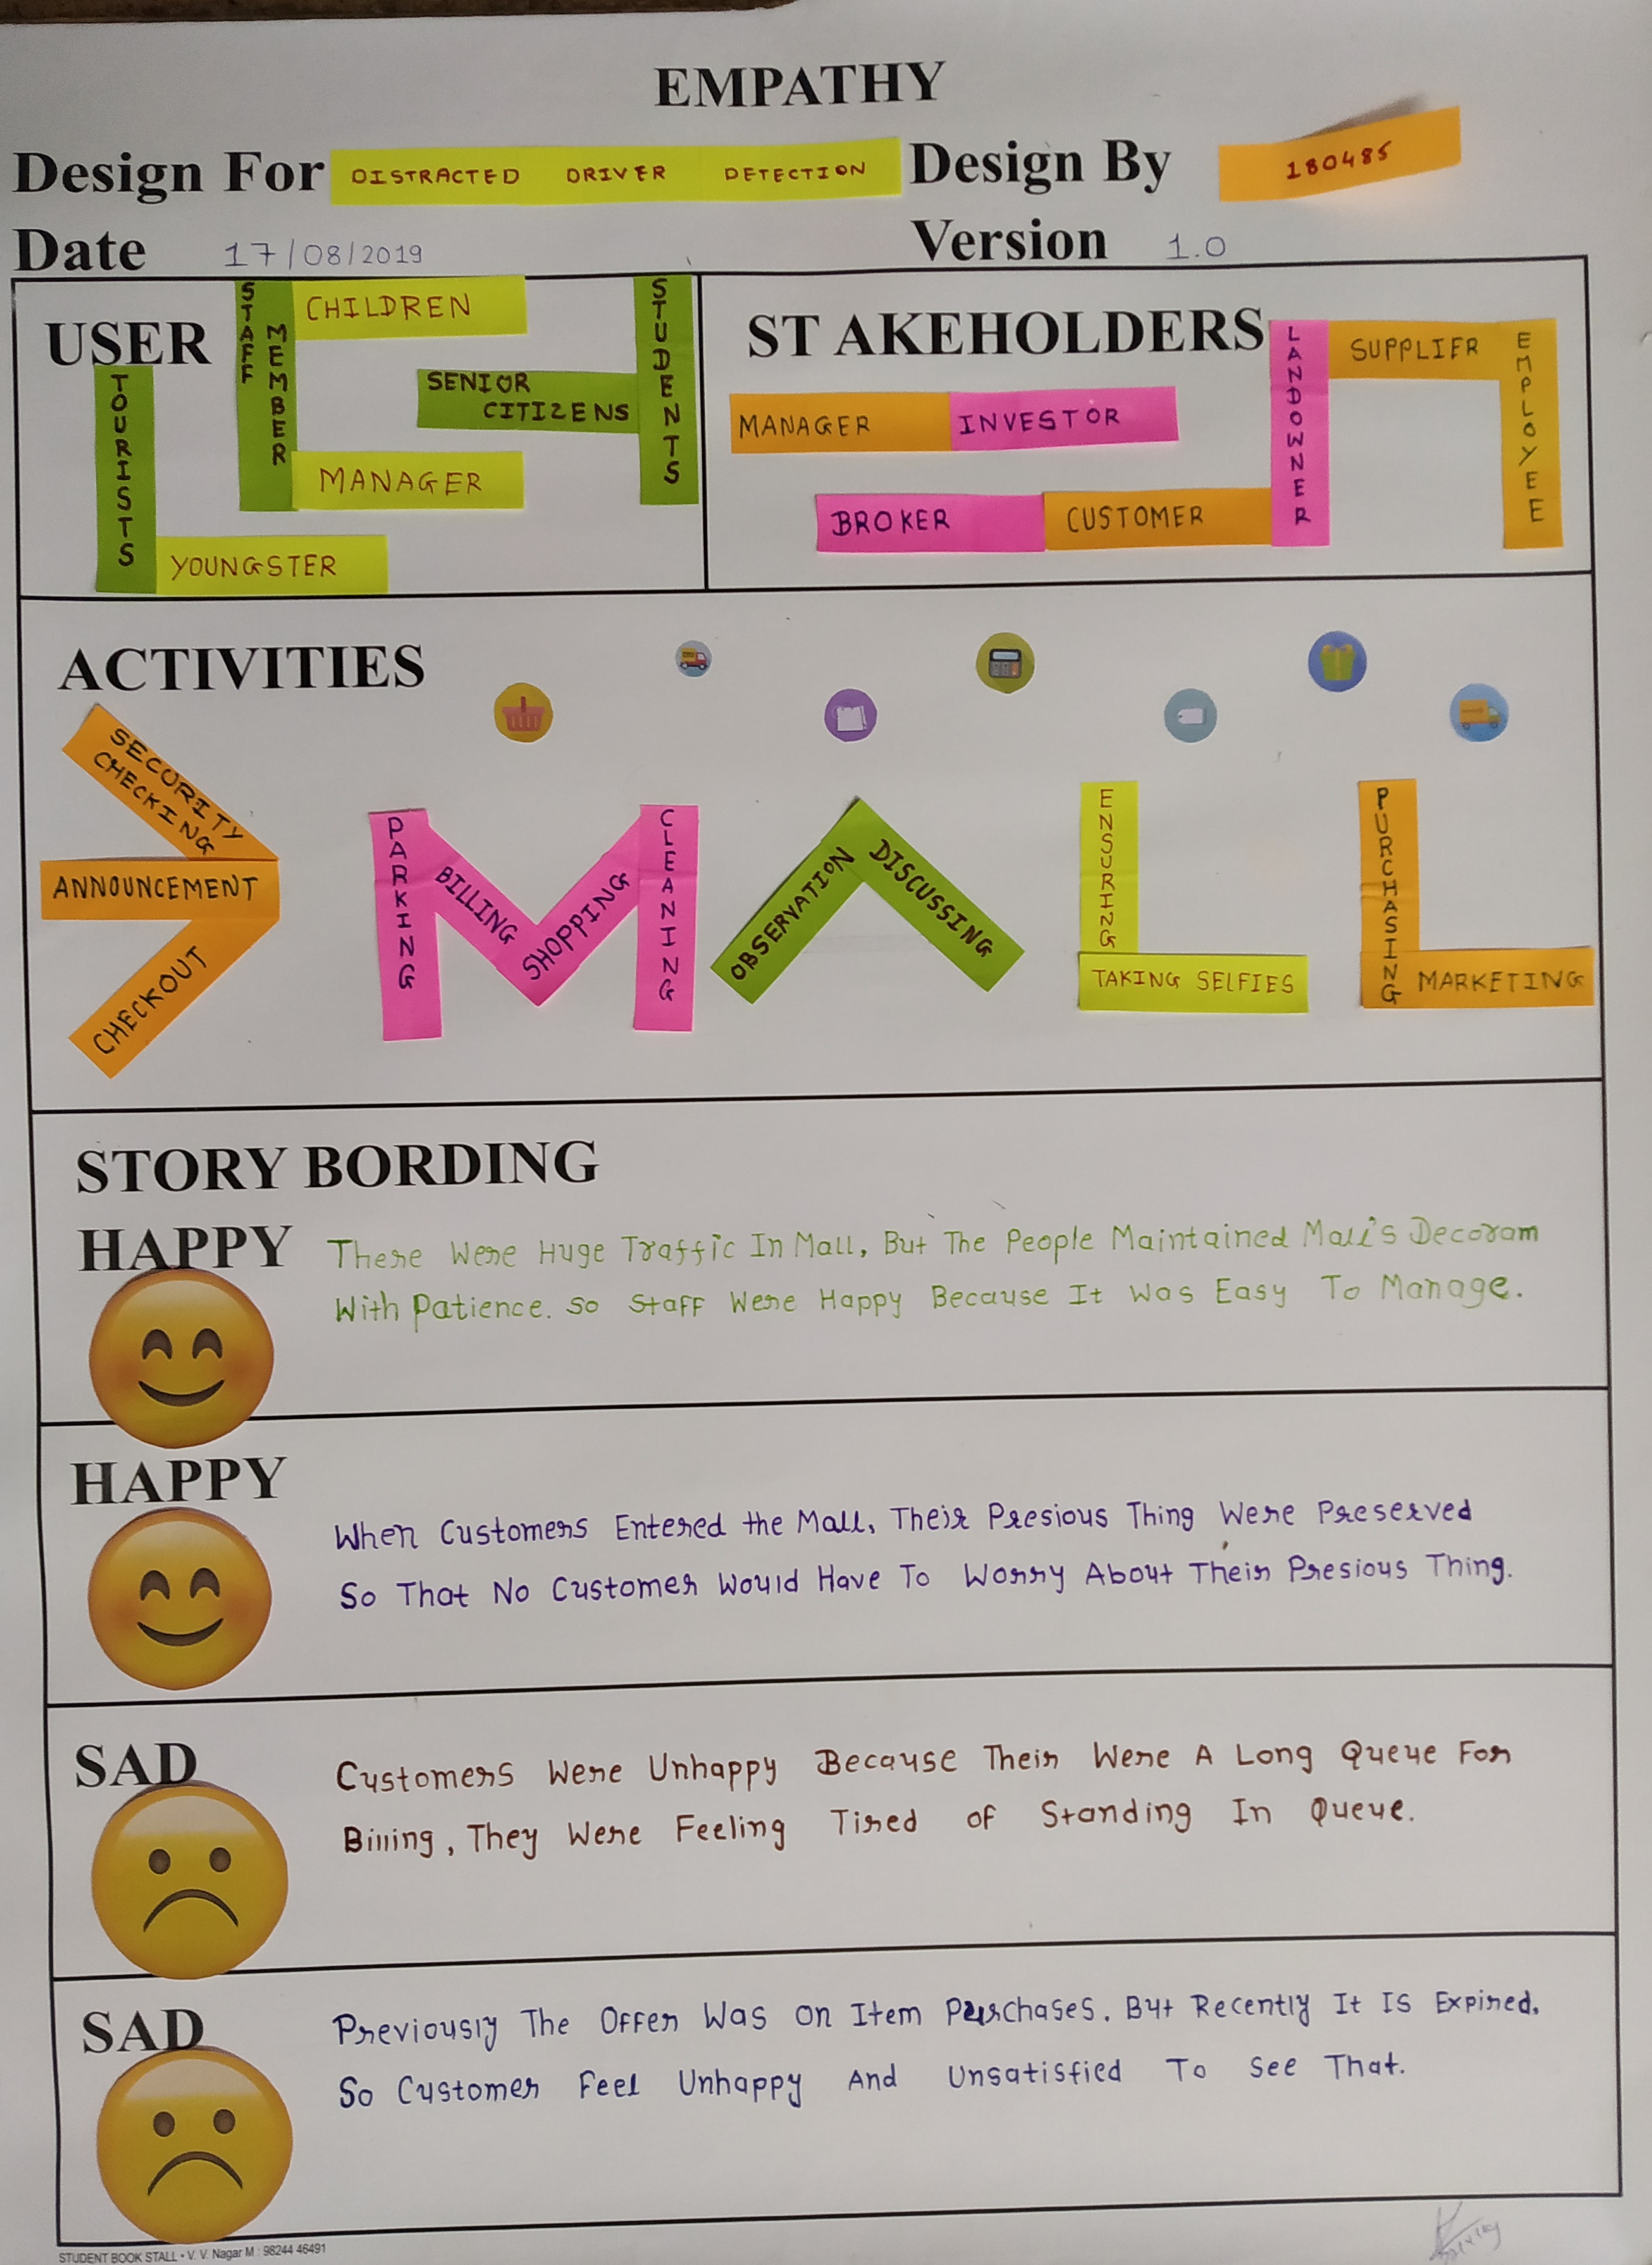 EMPATHY
Design For DISTRACTED DRIVER DETECTION Design By 180485
Date 17/08/2019 Version 1.0
USER
STAFF MEMBER
CHILDREN
STUDENTS
TOURISTS
SENIOR
CITIZENS
MANAGER
YOUNGSTER
ST AKEHOLDERS
LANDOWNER
SUPPLIER
EMPLOYEE
MANAGER
INVESTOR
BROKER
CUSTOMER
ACTIVITIES
SECURITY
CHECKING
ANNOUNCEMENT
CHECKOUT
PARKING
BILLING
SHOPPING
CLEANING
OBSERVATION
DISCUSSING
ENSURING
TAKING SELFIES
PURCHASING
MARKETING
STORY BORDING
HAPPY
There Were Huge Traffic In Mall, But The People Maintained Mall's Decoram
With Patience. So Staff Were Happy Because It Was Easy To Manage.
HAPPY
When Customers Entered the Mall, Their Presious Thing Were Preserved
So That No Customer Would Have To Worry About Their Presious Thing.
SAD
Customers Were Unhappy Because Their Were A Long Queue For
Billing, They Were Feeling Tired of Standing In Queue.
SAD
Previously The Offer Was On Item Purchases. But Recently It Is Expired.
So Customer Feel Unhappy And Unsatisfied To See That.
STUDENT BOOK STALL • V. V. Nagar M : 98244 46491